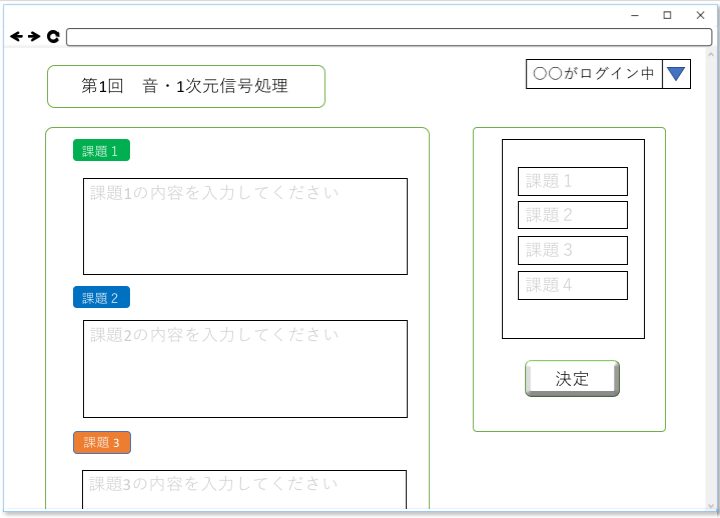 第1回　音・1次元信号処理
〇〇がログイン中
課題 1
課題1の内容を入力してください
課題 2
課題2の内容を入力してください
課題 3
課題3の内容を入力してください
課題 1
課題 2
課題 3
課題 4
決定